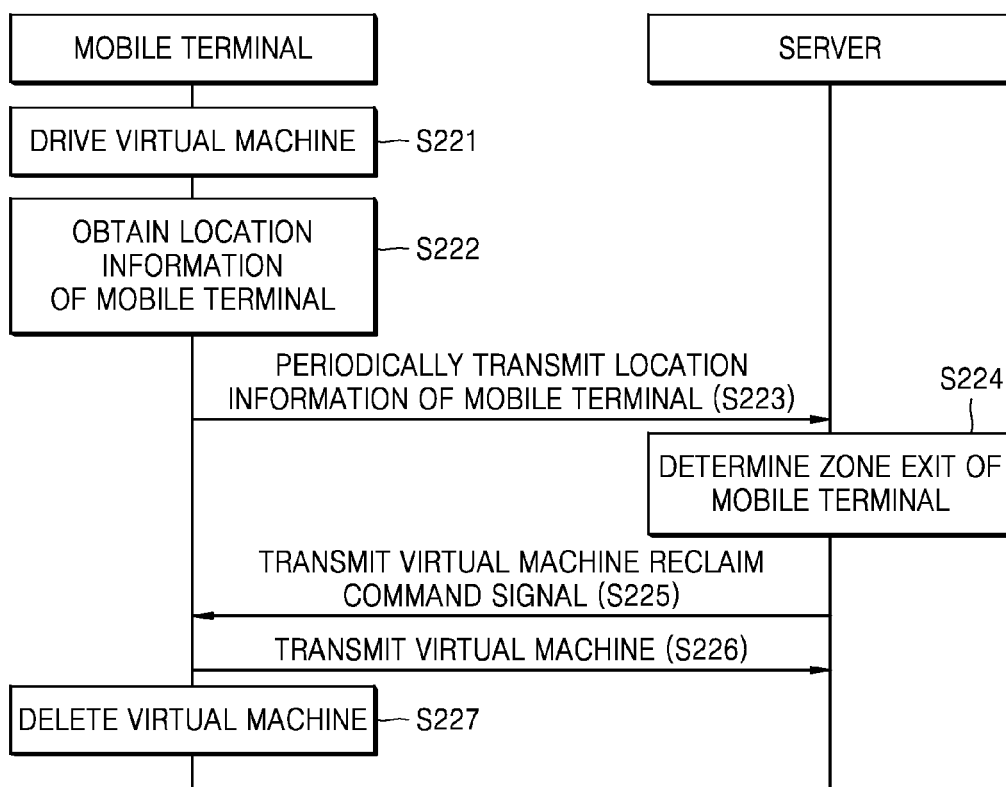 MOBILE TERMINAL
SERVER
DRIVE VIRTUAL MACHINE
S221
OBTAIN LOCATION
INFORMATION
OF MOBILE TERMINAL
S222
PERIODICALLY TRANSMIT LOCATION
INFORMATION OF MOBILE TERMINAL (S223)
S224
DETERMINE ZONE EXIT OF
MOBILE TERMINAL
TRANSMIT VIRTUAL MACHINE RECLAIM
COMMAND SIGNAL (S225)
TRANSMIT VIRTUAL MACHINE (S226)
DELETE VIRTUAL MACHINE
S227